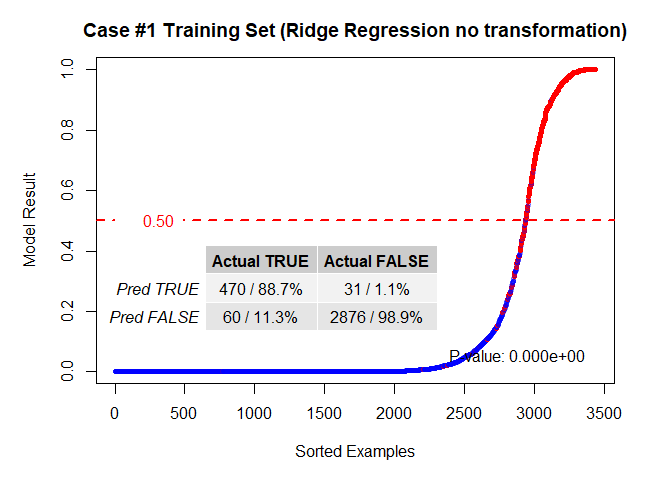 Case #1 Training Set (Ridge Regression no transformation)
Model Result
1.0
0.8
0.6
0.4
0.2
0.0
0.50
Actual TRUE Actual FALSE
Pred TRUE 470 / 88.7% 31 / 1.1%
Pred FALSE 60 / 11.3% 2876 / 98.9%
P value: 0.000e+00
0 500 1000 1500 2000 2500 3000 3500
Sorted Examples